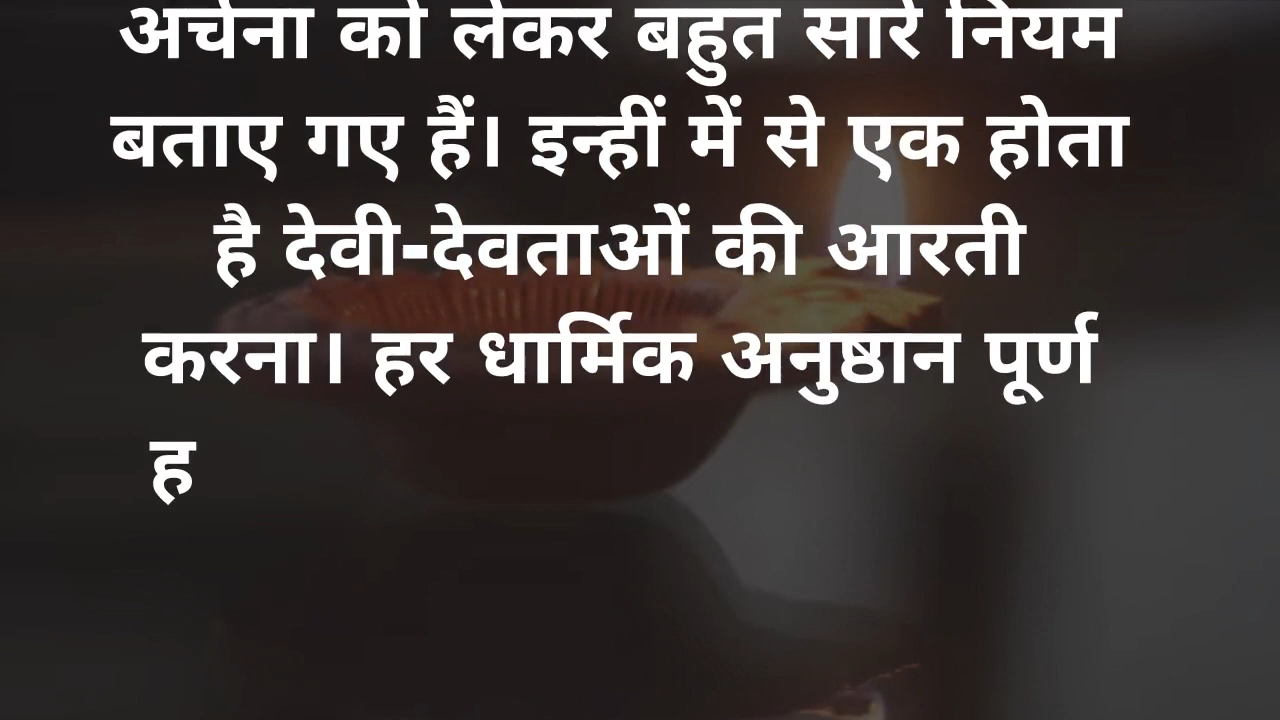 अर्चना को लेकर बहुत सारे नियम
बताए गए हैं। इन्हीं में से एक होता
है देवी-देवताओं की आरती
करना। हर धार्मिक अनुष्ठान पूर्ण
ह